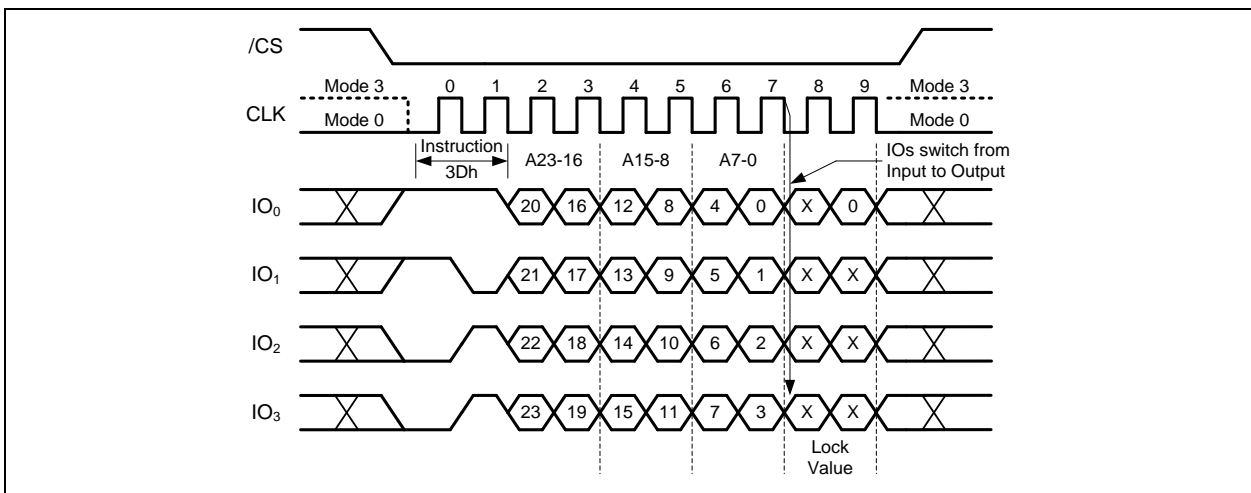 /CS
Mode 3 0 1 2 3 4 5 6 7 8 9 Mode 3
CLK
Mode 0 Mode 0
Instruction A23-16 A15-8 A7-0 IOs switch from
3Dh Input to Output
IO0 20 16 12 8 4 0 X 0
IO1 21 17 13 9 5 1 X X
IO2 22 18 14 10 6 2 X X
IO3 23 19 15 11 7 3 X X
Lock
Value